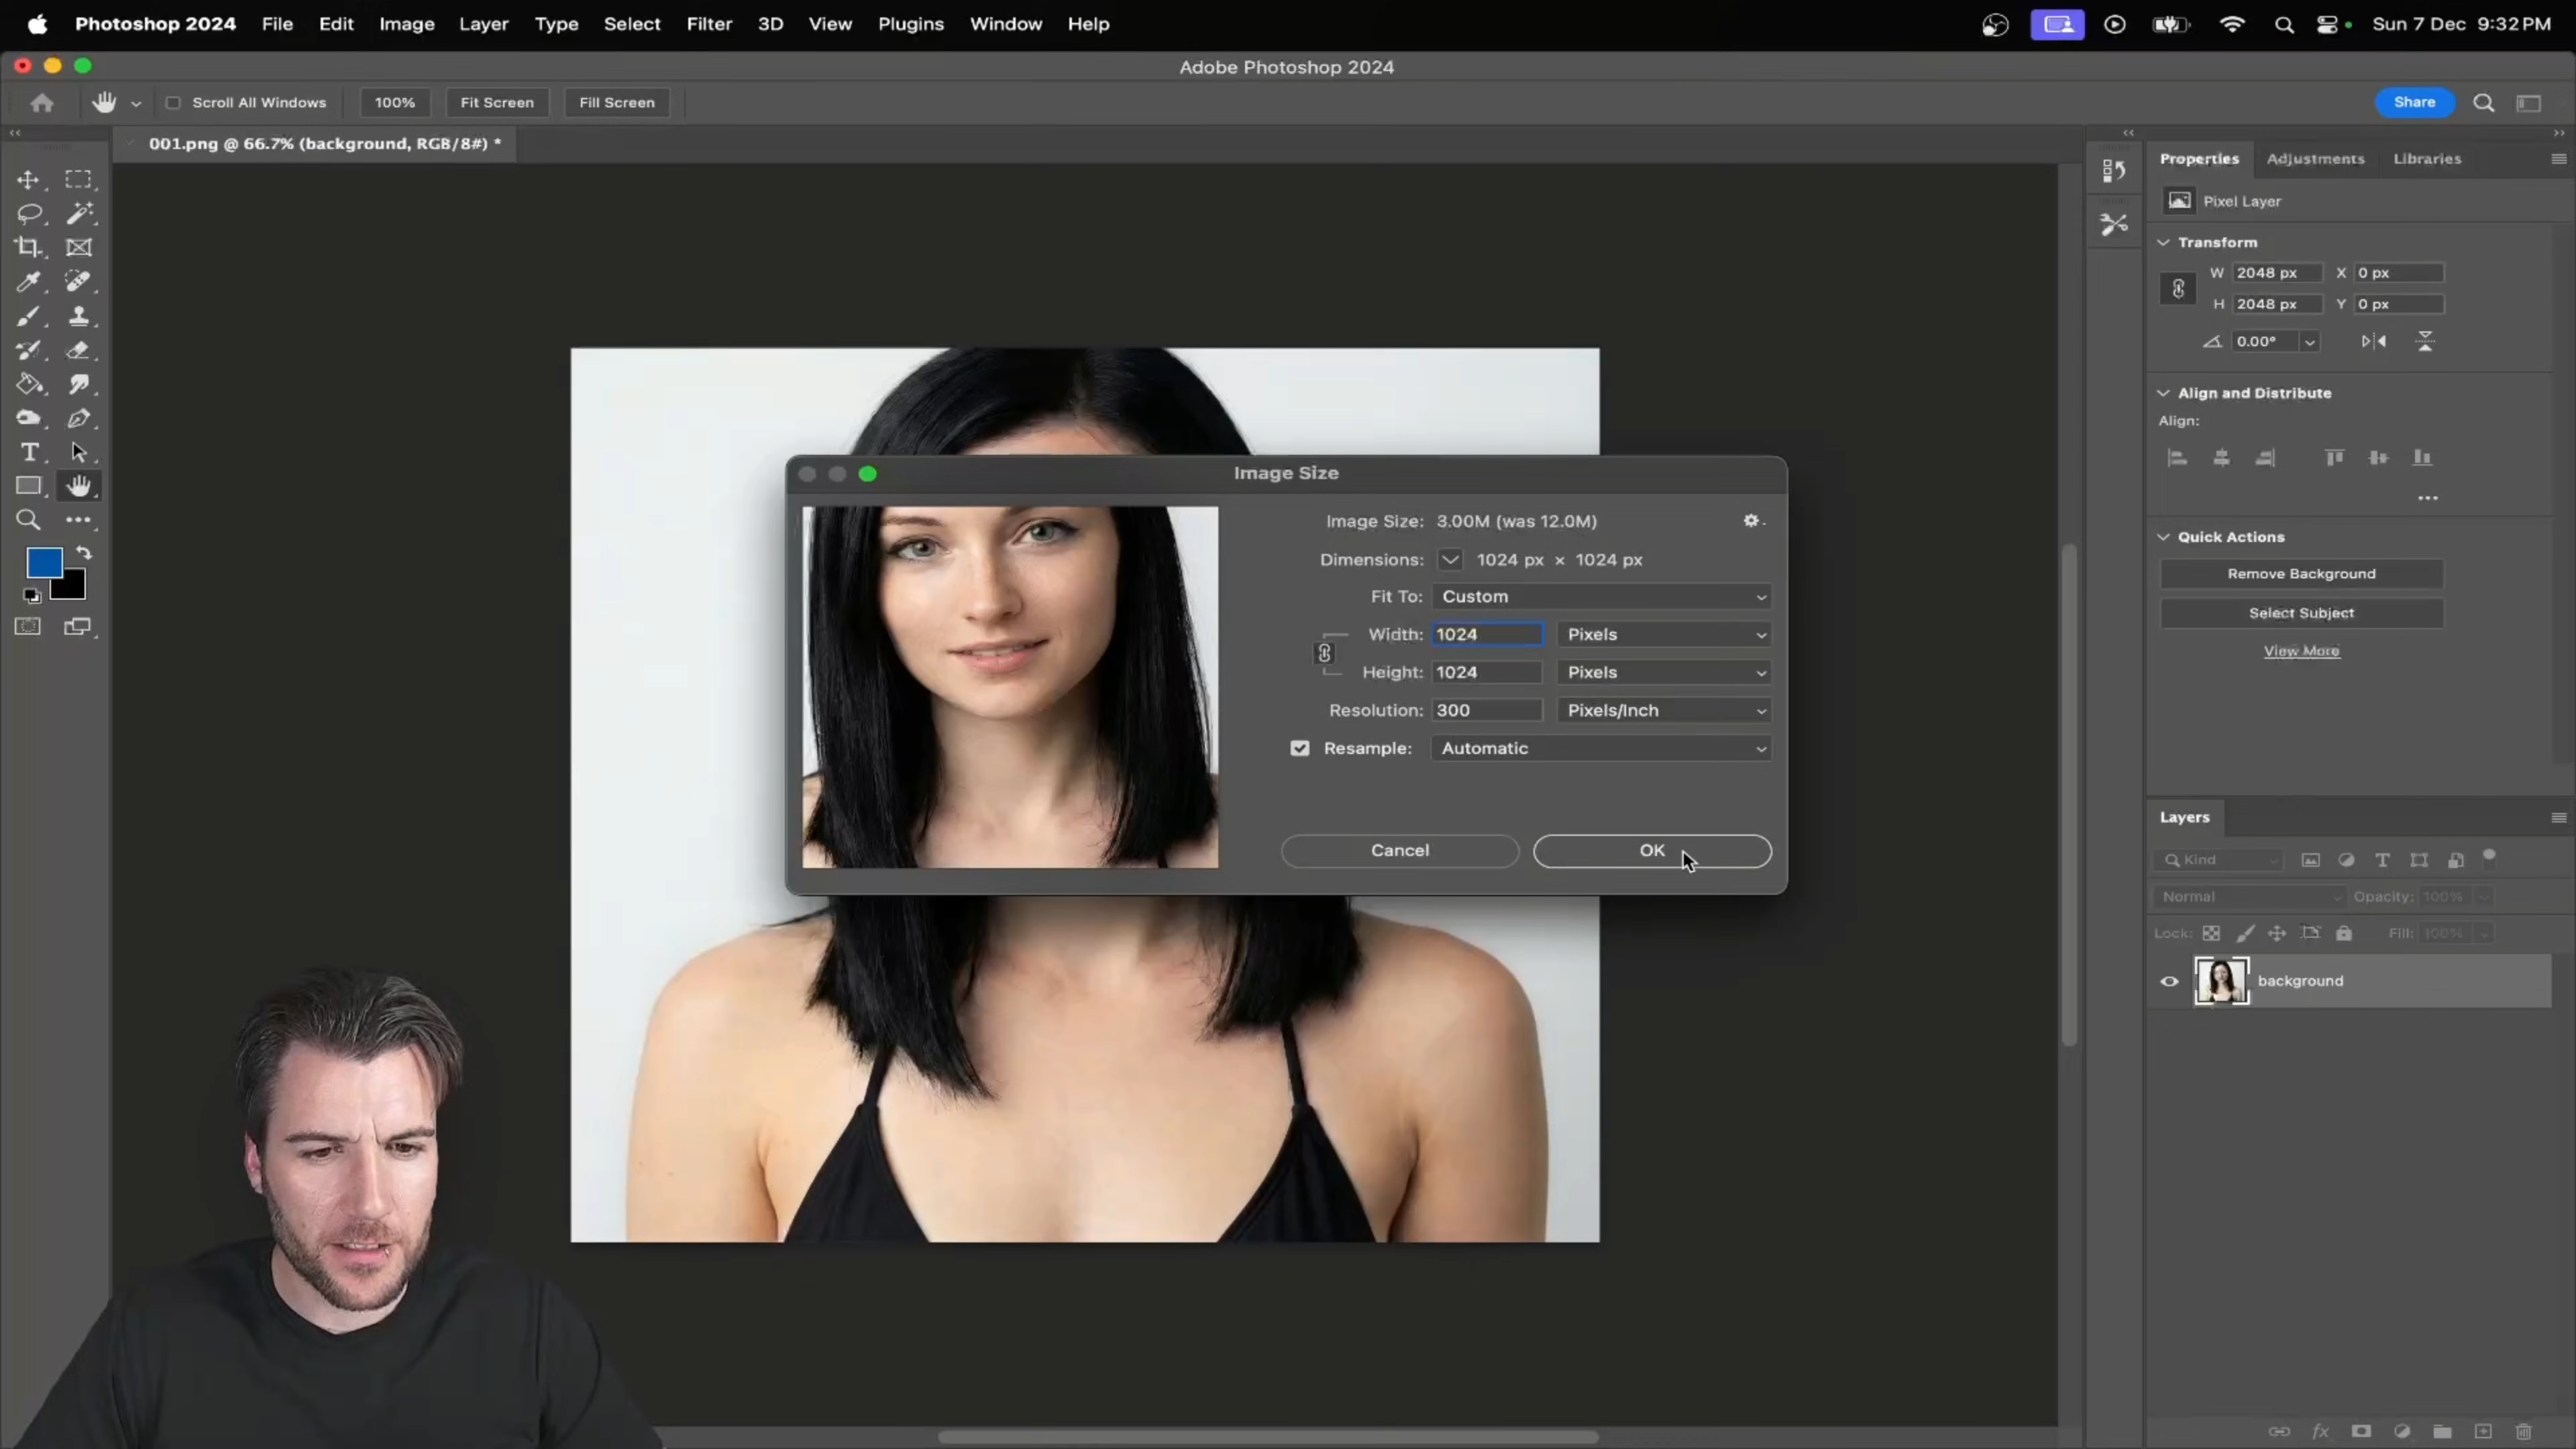 Photoshop 2024 File Edit Image Layer Type Select Filter 3D View Plugins Window Help Sun 7 Dec 9:32 PM
Adobe Photoshop 2024
Scroll All Windows 100% Fit Screen Fill Screen Share
001.png @ 66.7% (background, RGB/8#) *
Properties Adjustments Libraries
Pixel Layer
Transform
W 2048 px X 0 px
H 2048 px Y 0 px
0.00°
Align and Distribute
Align:
Quick Actions
Remove Background
Select Subject
View More
Image Size
Image Size: 3.00M (was 12.0M)
Dimensions: 1024 px × 1024 px
Fit To: Custom
Width: 1024 Pixels
Height: 1024 Pixels
Resolution: 300 Pixels/Inch
Resample: Automatic
Cancel OK
Layers
Kind
Normal Opacity: 100%
Lock: Fill: 100%
background